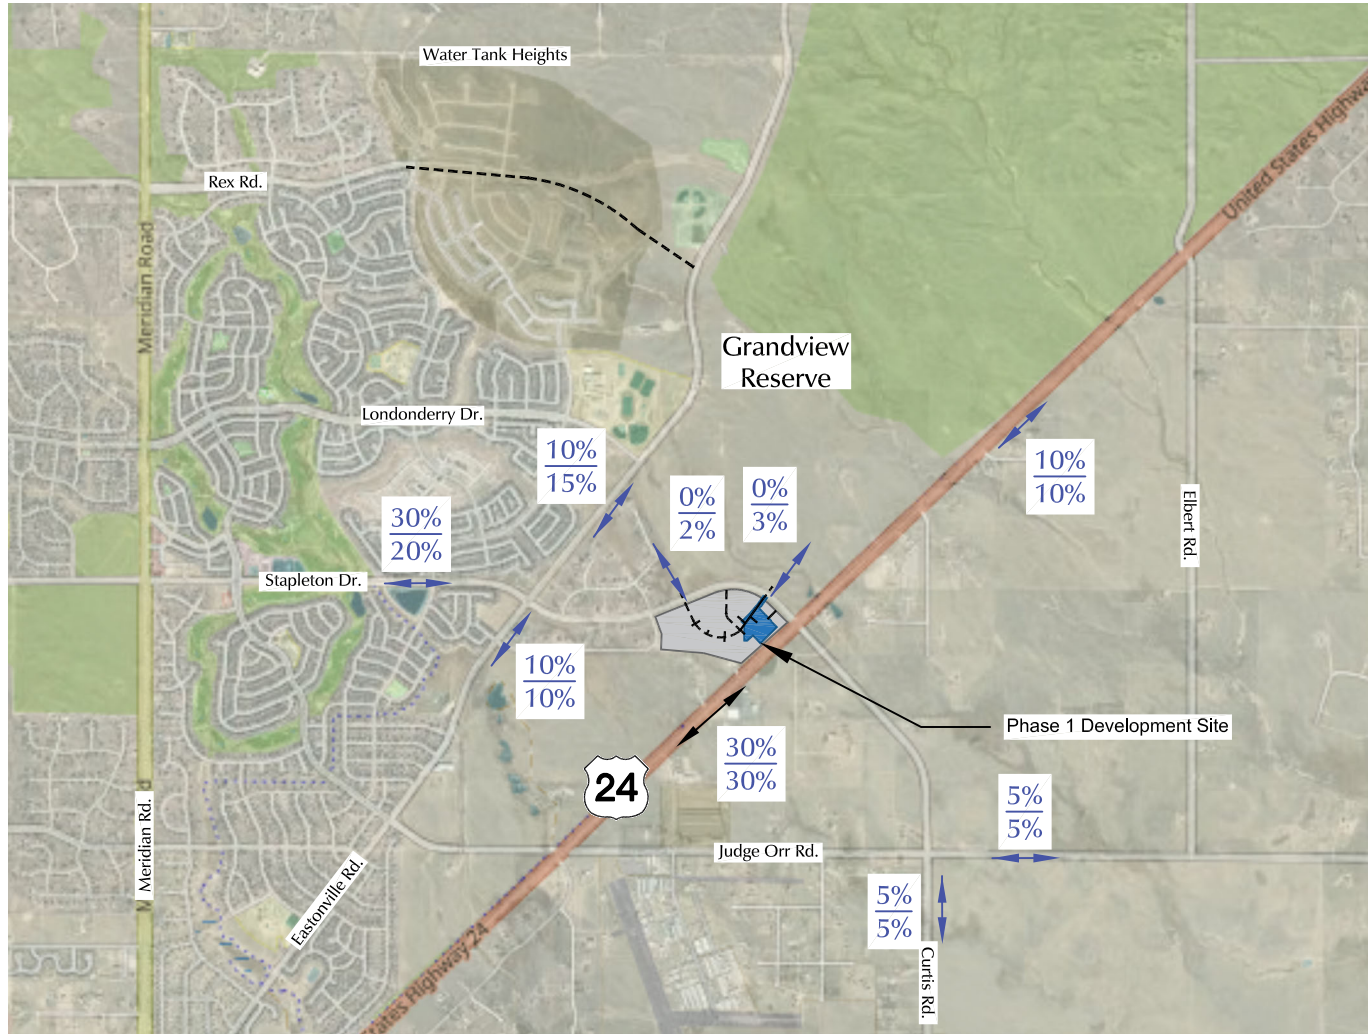 Water Tank Heights
United States Highway
Rex Rd.
Meridian Road
Grandview
Reserve
Londonderry Dr.
10%
15%
10%
10%
0%
2%
0%
3%
30%
20%
Elbert Rd.
Stapleton Dr.
10%
10%
Phase 1 Development Site
30%
30%
24
5%
5%
Meridian Rd.
Judge Orr Rd.
Eastonville Rd.
5%
5%
States Highway 24
Curtis Rd.